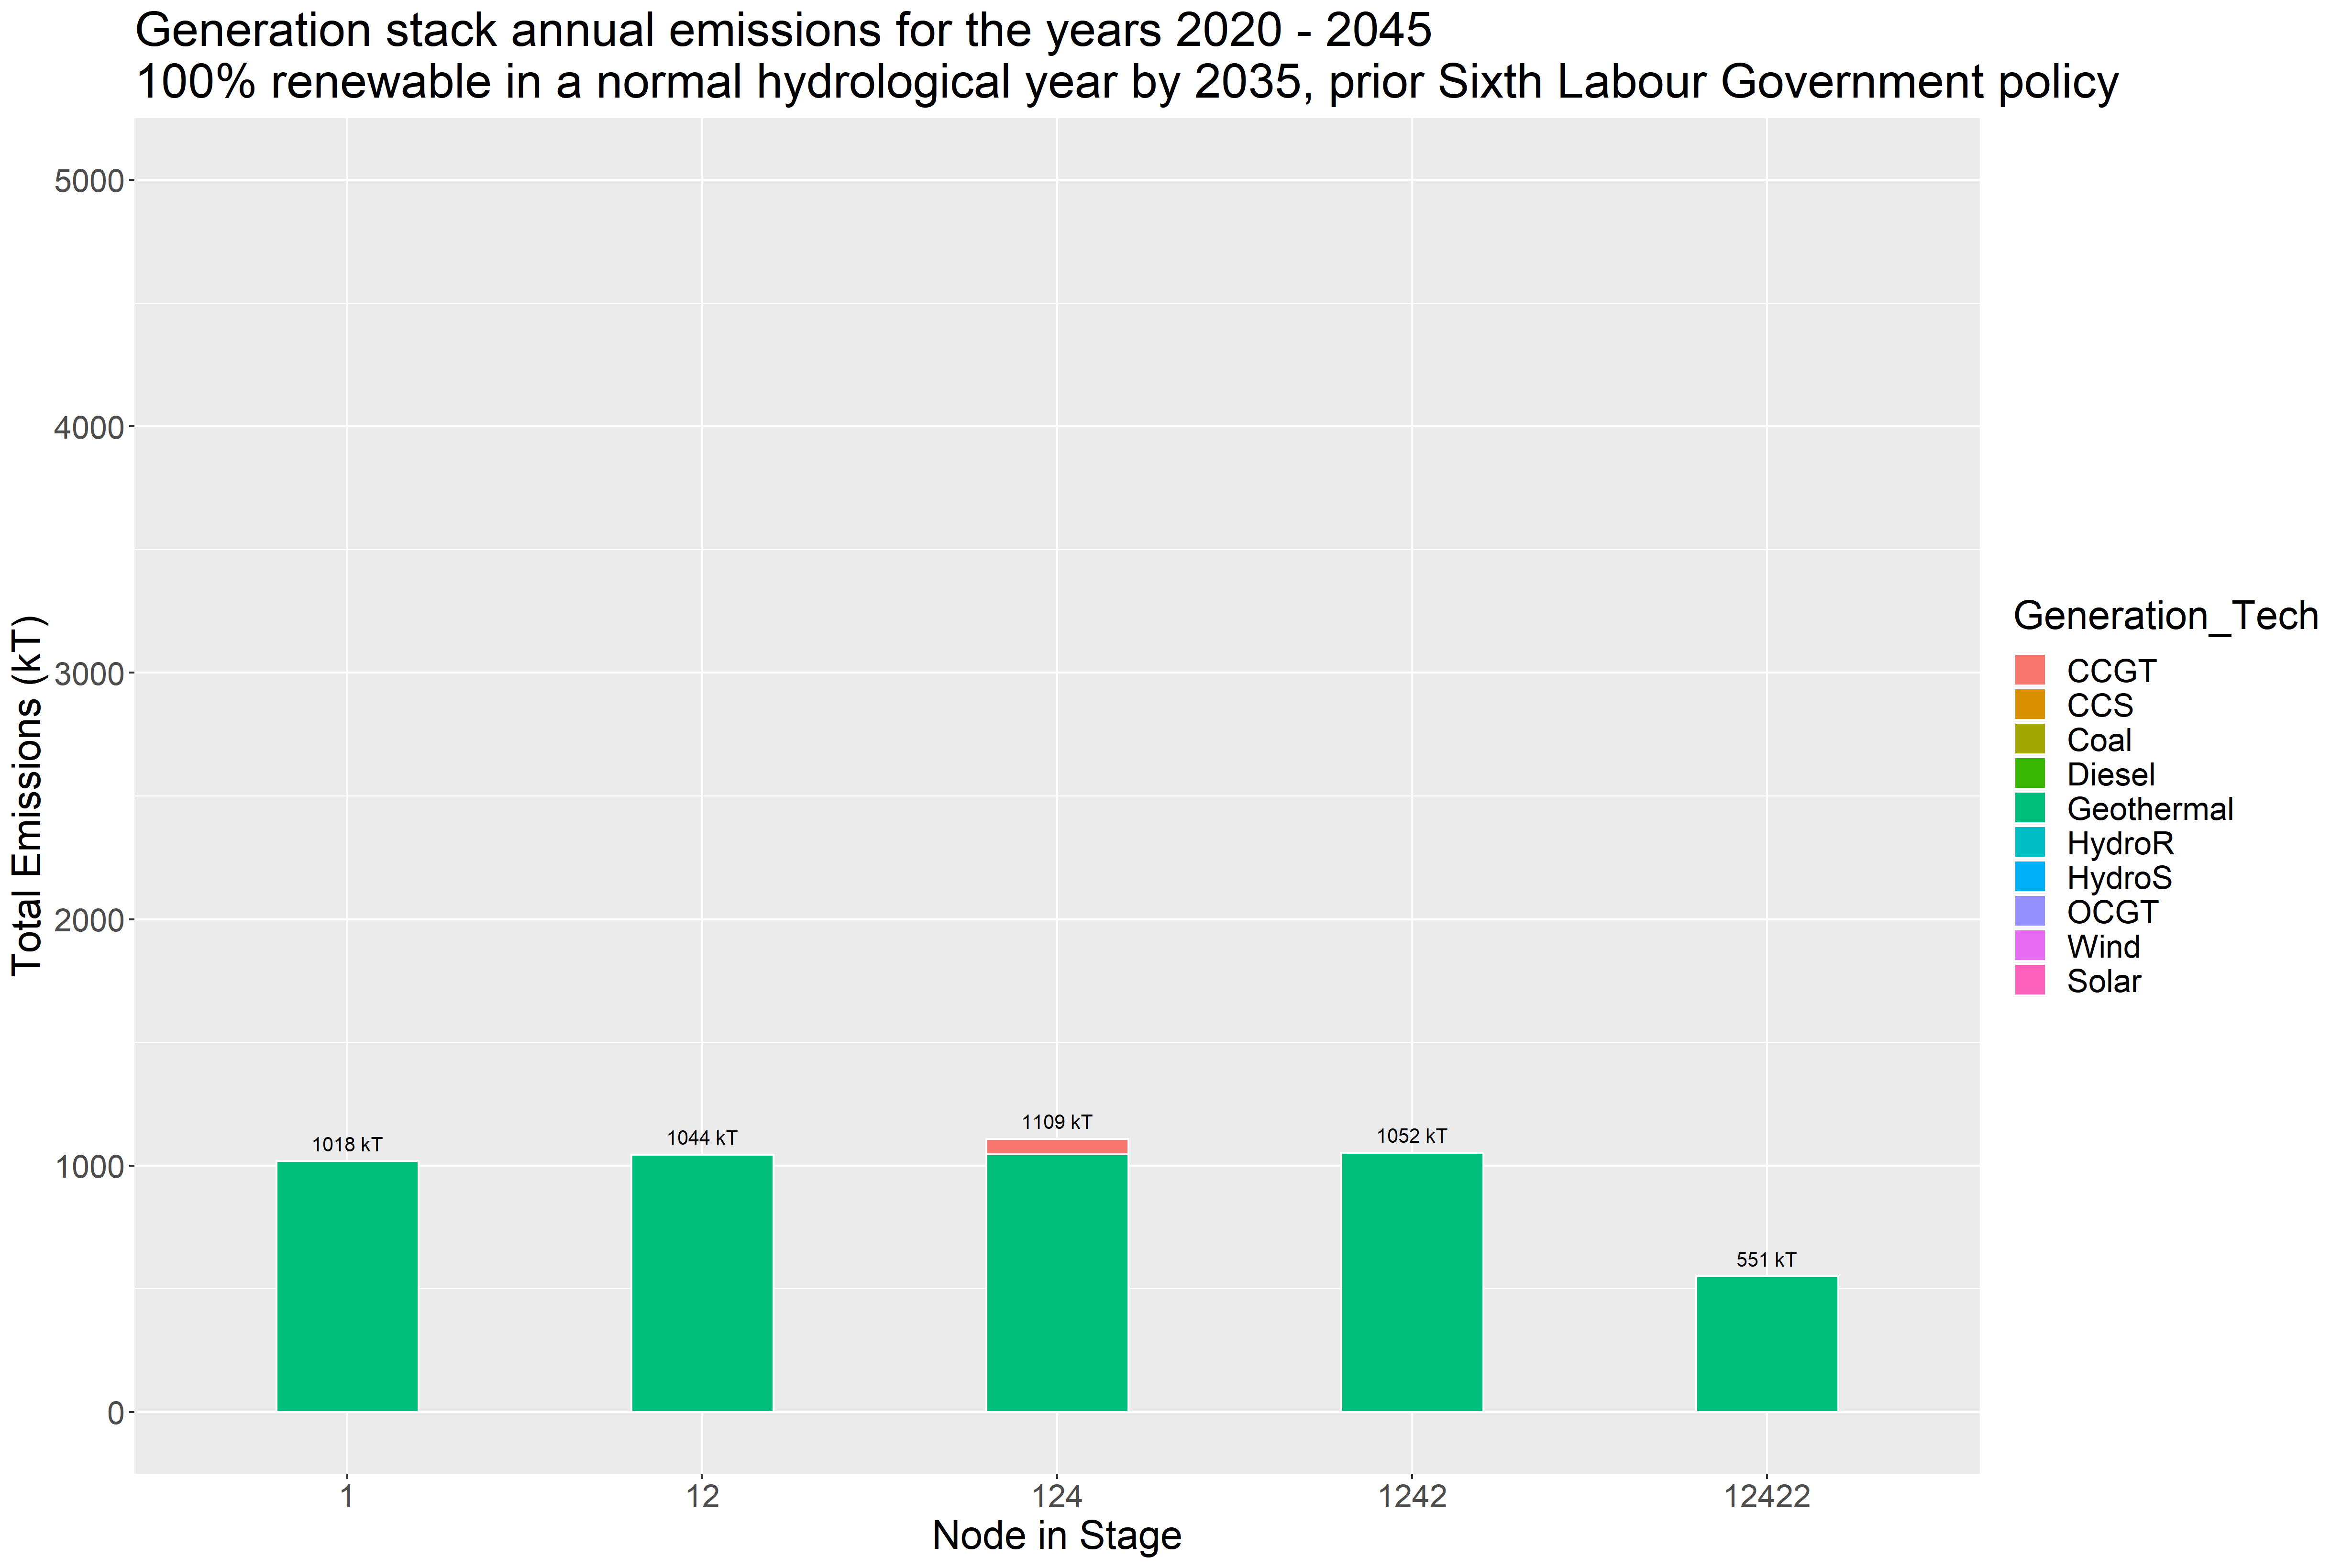 Generation stack annual emissions for the years 2020 - 2045
100% renewable in a normal hydrological year by 2035, prior Sixth Labour Government policy
Total Emissions (kT)
5000
4000
3000
2000
1000
0
1018 kT
1044 kT
1109 kT
1052 kT
551 kT
1
12
124
1242
12422
Node in Stage
Generation_Tech
CCGT
CCS
Coal
Diesel
Geothermal
HydroR
HydroS
OCGT
Wind
Solar